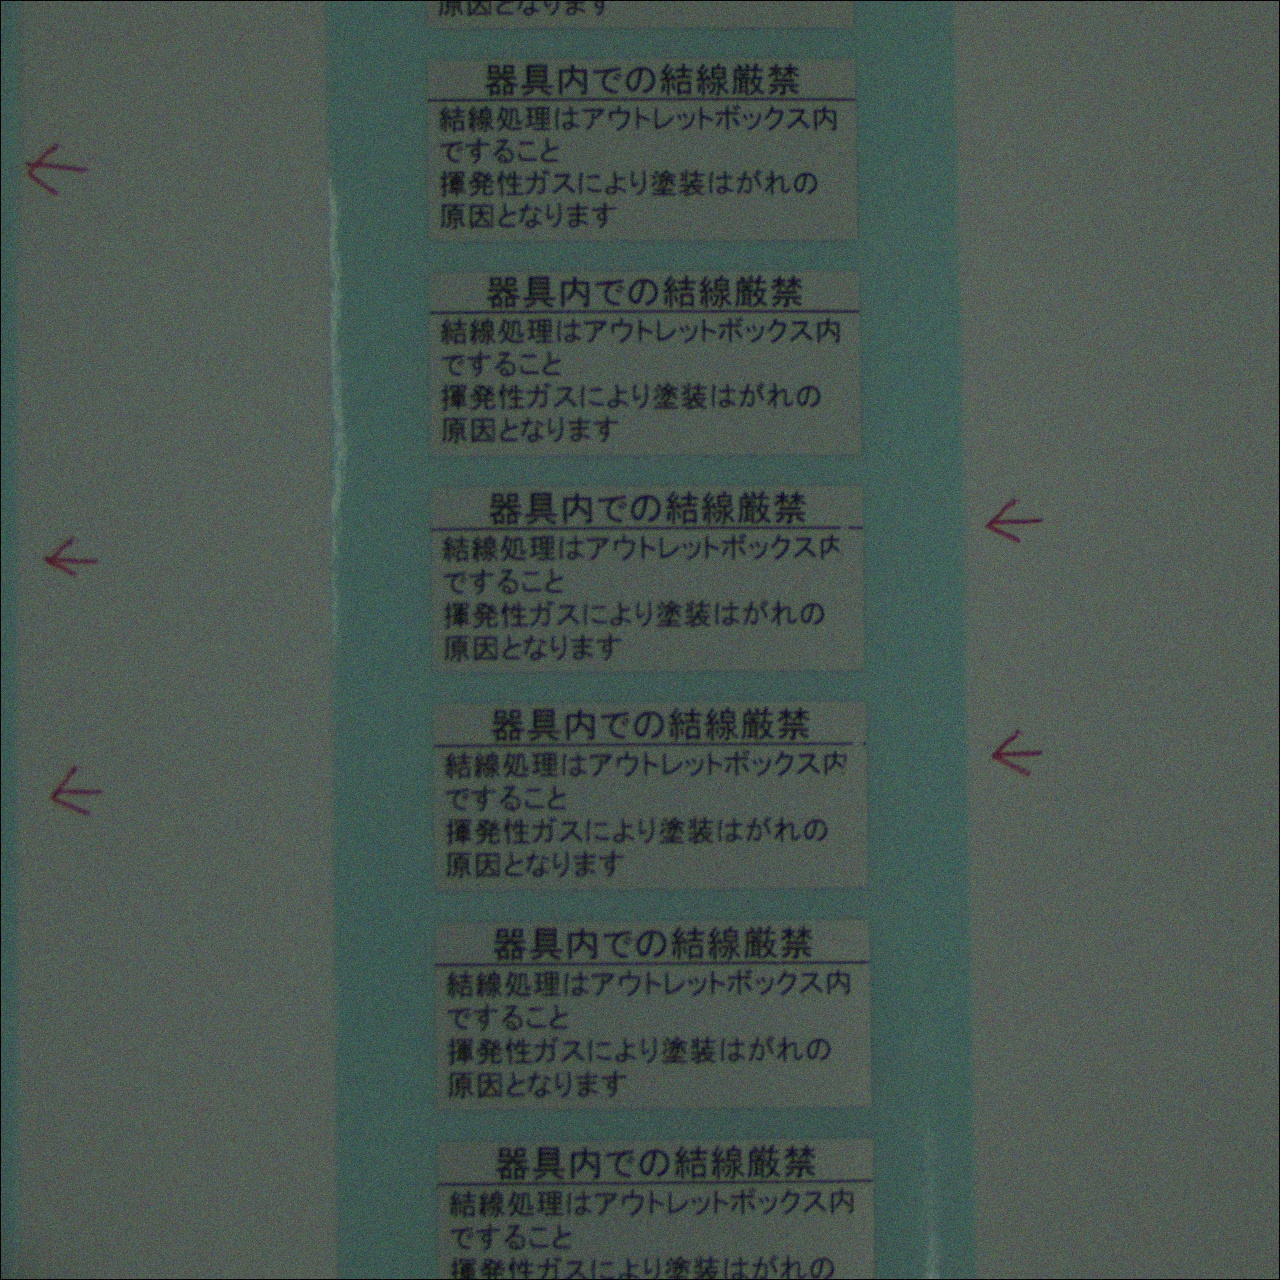 原因となります
器具内での結線厳禁
結線処理はアウトレットボックス内
ですること
揮発性ガスにより塗装はがれの
原因となります
器具内での結線厳禁
結線処理はアウトレットボックス内
ですること
揮発性ガスにより塗装はがれの
原因となります
器具内での結線厳禁
結線処理はアウトレットボックス内
ですること
揮発性ガスにより塗装はがれの
原因となります
器具内での結線厳禁
結線処理はアウトレットボックス内
ですること
揮発性ガスにより塗装はがれの
原因となります
器具内での結線厳禁
結線処理はアウトレットボックス内
ですること
揮発性ガスにより塗装はがれの
原因となります
器具内での結線厳禁
結線処理はアウトレットボックス内
ですること
揮発性ガスにより塗装はがれの